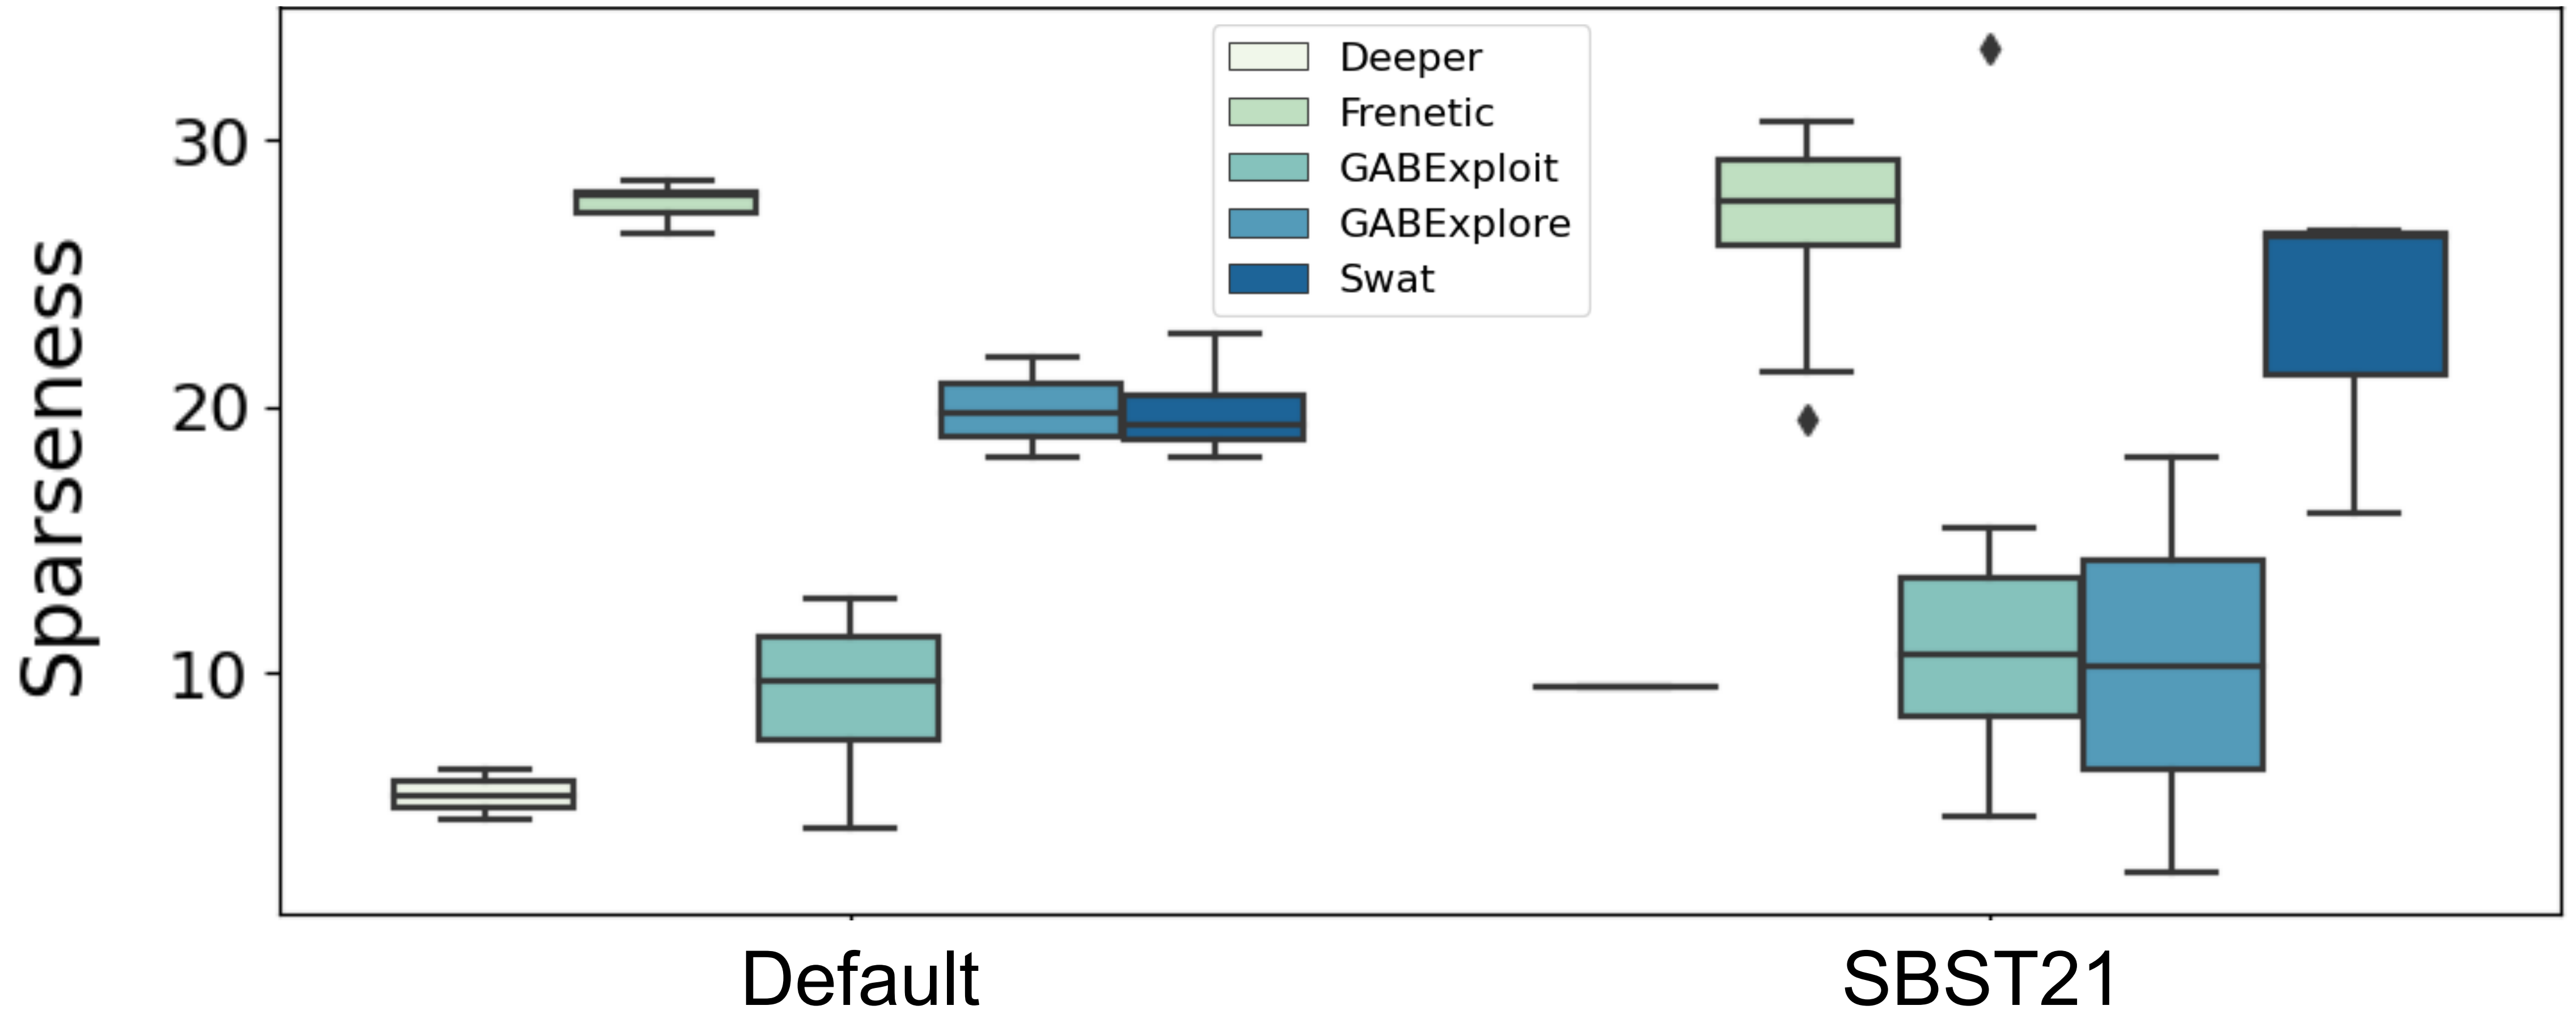 Sparseness
30
20
10
Deeper
Frenetic
GABExploit
GABExplore
Swat
Default
SBST21